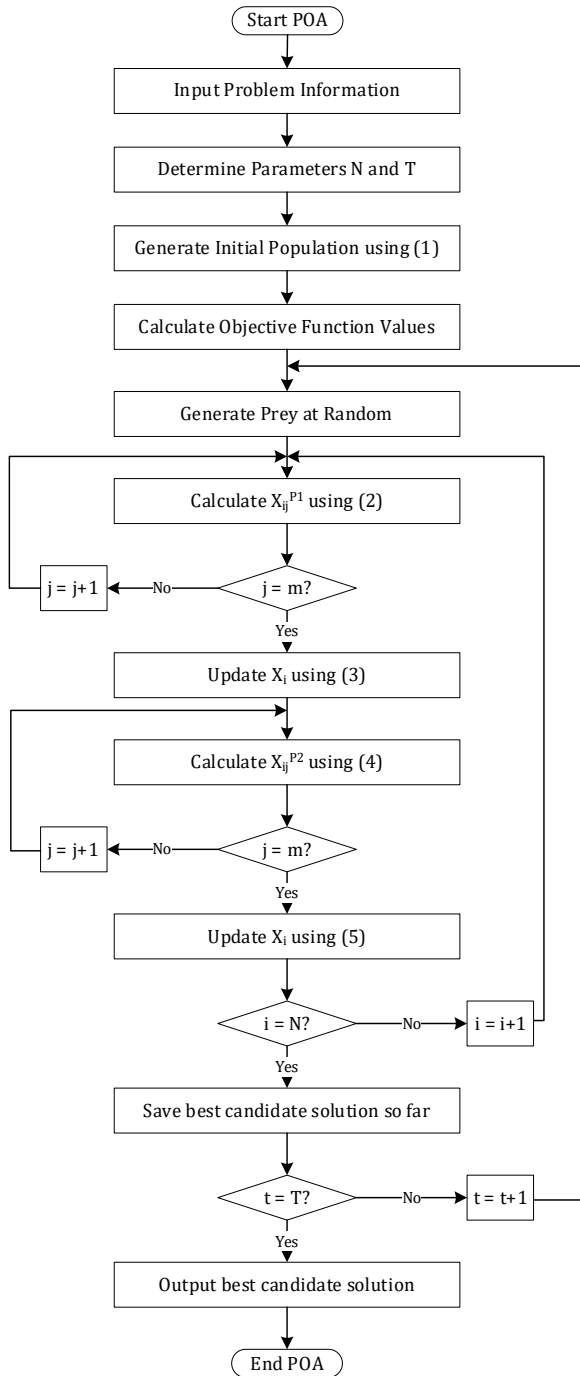 Start POA
Input Problem Information
Determine Parameters N and T
Generate Initial Population using (1)
Calculate Objective Function Values
Generate Prey at Random
Calculate X_ij^P1 using (2)
j = j+1
No
j = m?
Yes
Update X_i using (3)
Calculate X_ij^P2 using (4)
j = j+1
No
j = m?
Yes
Update X_i using (5)
i = N?
No
i = i+1
Yes
Save best candidate solution so far
t = T?
No
t = t+1
Yes
Output best candidate solution
End POA